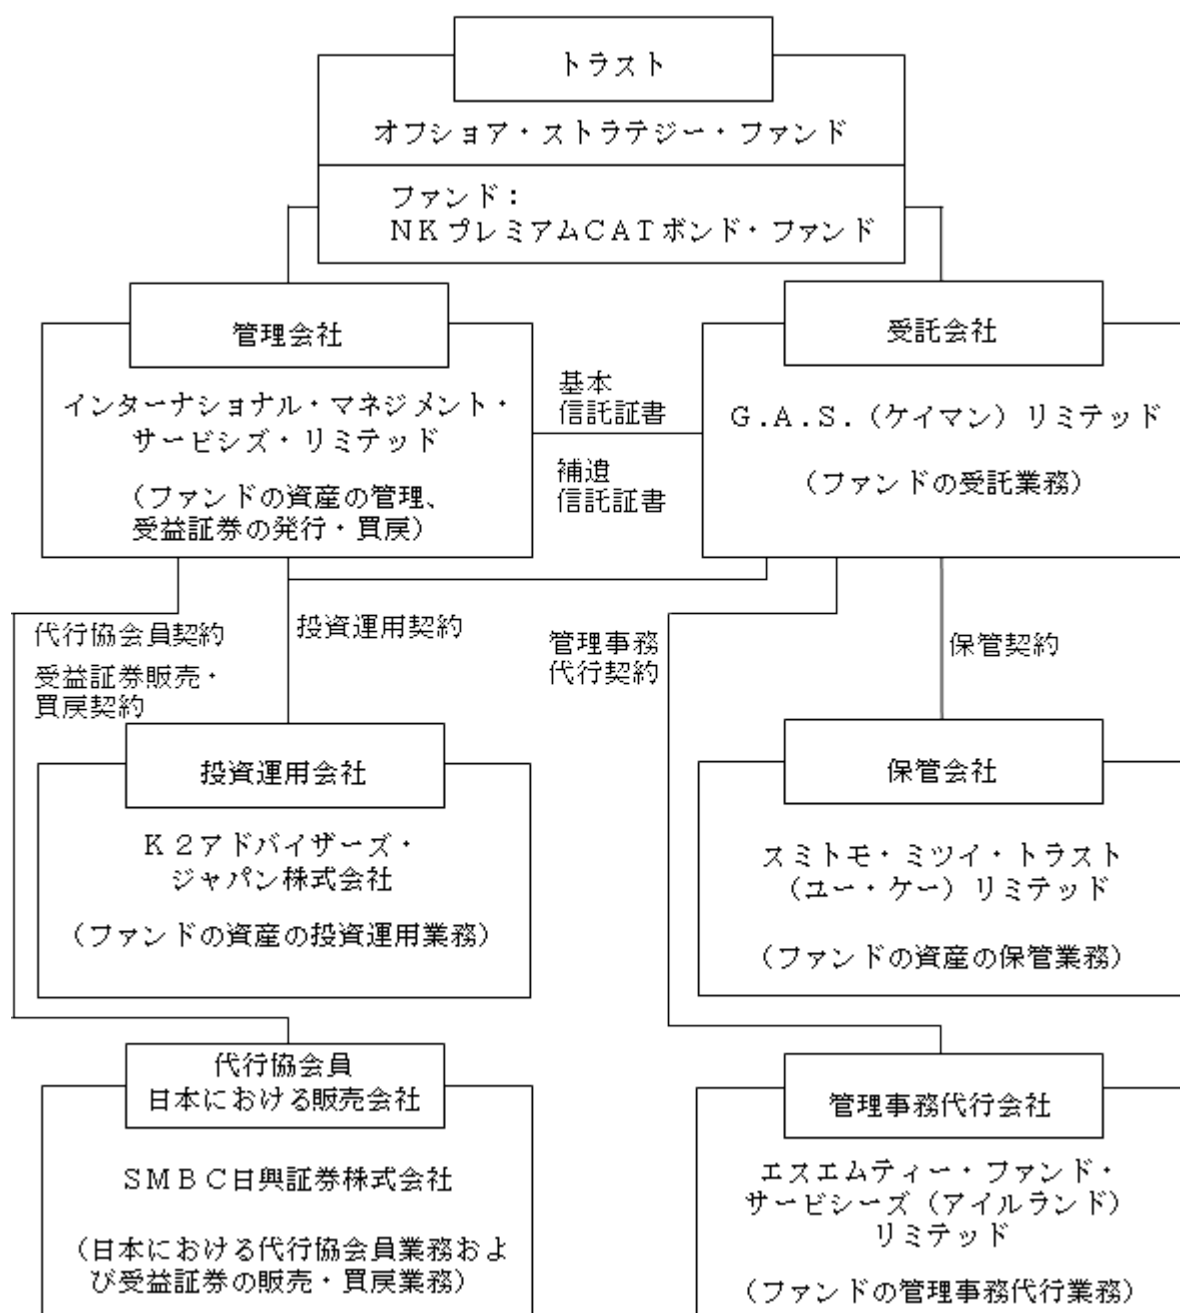 トラスト
オフショア・ストラテジー・ファンド
ファンド：
ＮＫプレミアムＣＡＴボンド・ファンド
管理会社
インターナショナル・マネジメント・
サービシズ・リミテッド
（ファンドの資産の管理、
受益証券の発行・買戻）
基本
信託証書
補遺
信託証書
受託会社
Ｇ.Ａ.Ｓ.（ケイマン）リミテッド
（ファンドの受託業務）
代行協会員契約
受益証券販売・
買戻契約
投資運用契約
管理事務
代行契約
保管契約
投資運用会社
Ｋ２アドバイザーズ・
ジャパン株式会社
（ファンドの資産の投資運用業務）
保管会社
スミトモ・ミツイ・トラスト
（ユー・ケー）リミテッド
（ファンドの資産の保管業務）
代行協会員
日本における販売会社
ＳＭＢＣ日興証券株式会社
（日本における代行協会員業務およ
び受益証券の販売・買戻業務）
管理事務代行会社
エスエムティー・ファンド・
サービシーズ（アイルランド）
リミテッド
（ファンドの管理事務代行業務）